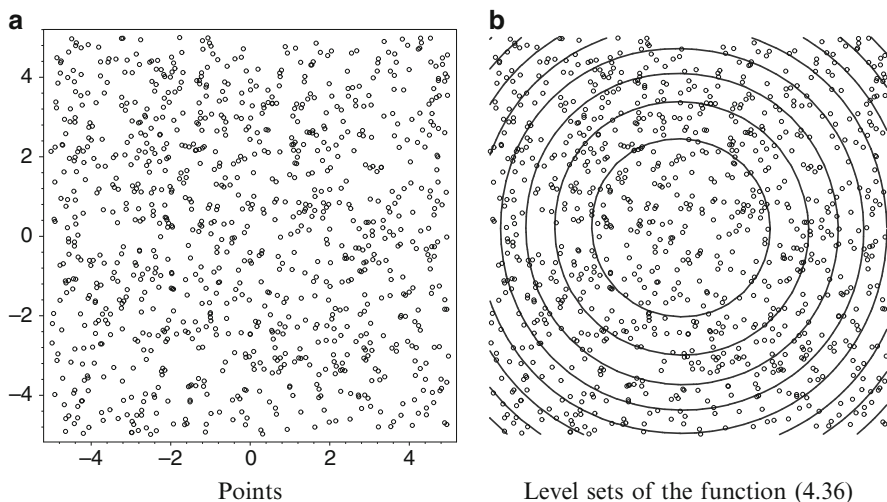 a
b
4
2
0
−2
−4
−4 −2 0 2 4
Points
Level sets of the function (4.36)